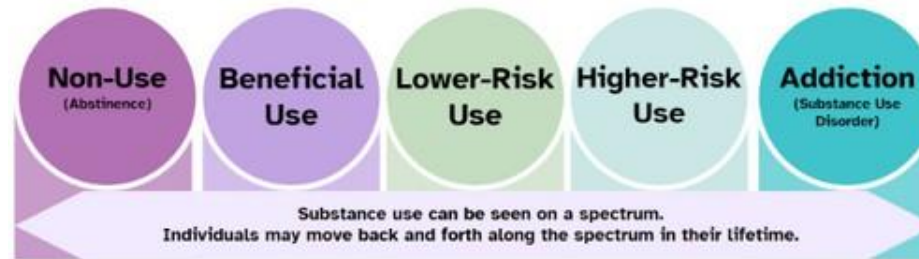 Non-Use
(Abstinence)
Beneficial
Use
Lower-Risk
Use
Higher-Risk
Use
Addiction
(Substance Use
Disorder)
Substance use can be seen on a spectrum.
Individuals may move back and forth along the spectrum in their lifetime.